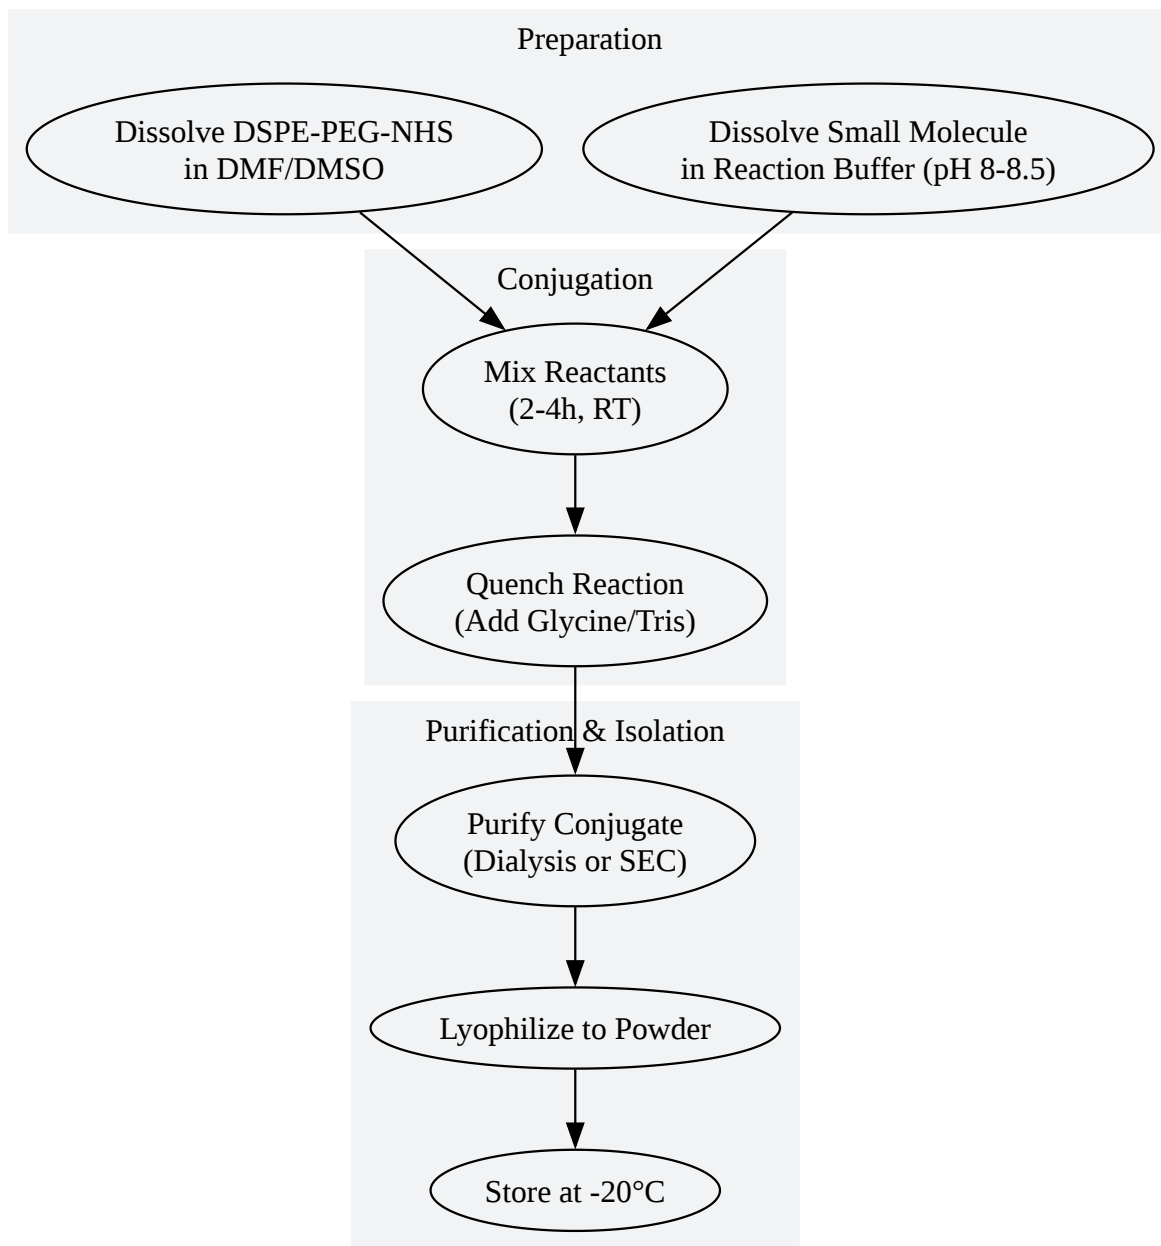 Preparation
Dissolve DSPE-PEG-NHS
in DMF/DMSO
Dissolve Small Molecule
in Reaction Buffer (pH 8-8.5)
Conjugation
Mix Reactants
(2-4h, RT)
Quench Reaction
(Add Glycine/Tris)
Purification & Isolation
Purify Conjugate
(Dialysis or SEC)
Lyophilize to Powder
Store at -20°C